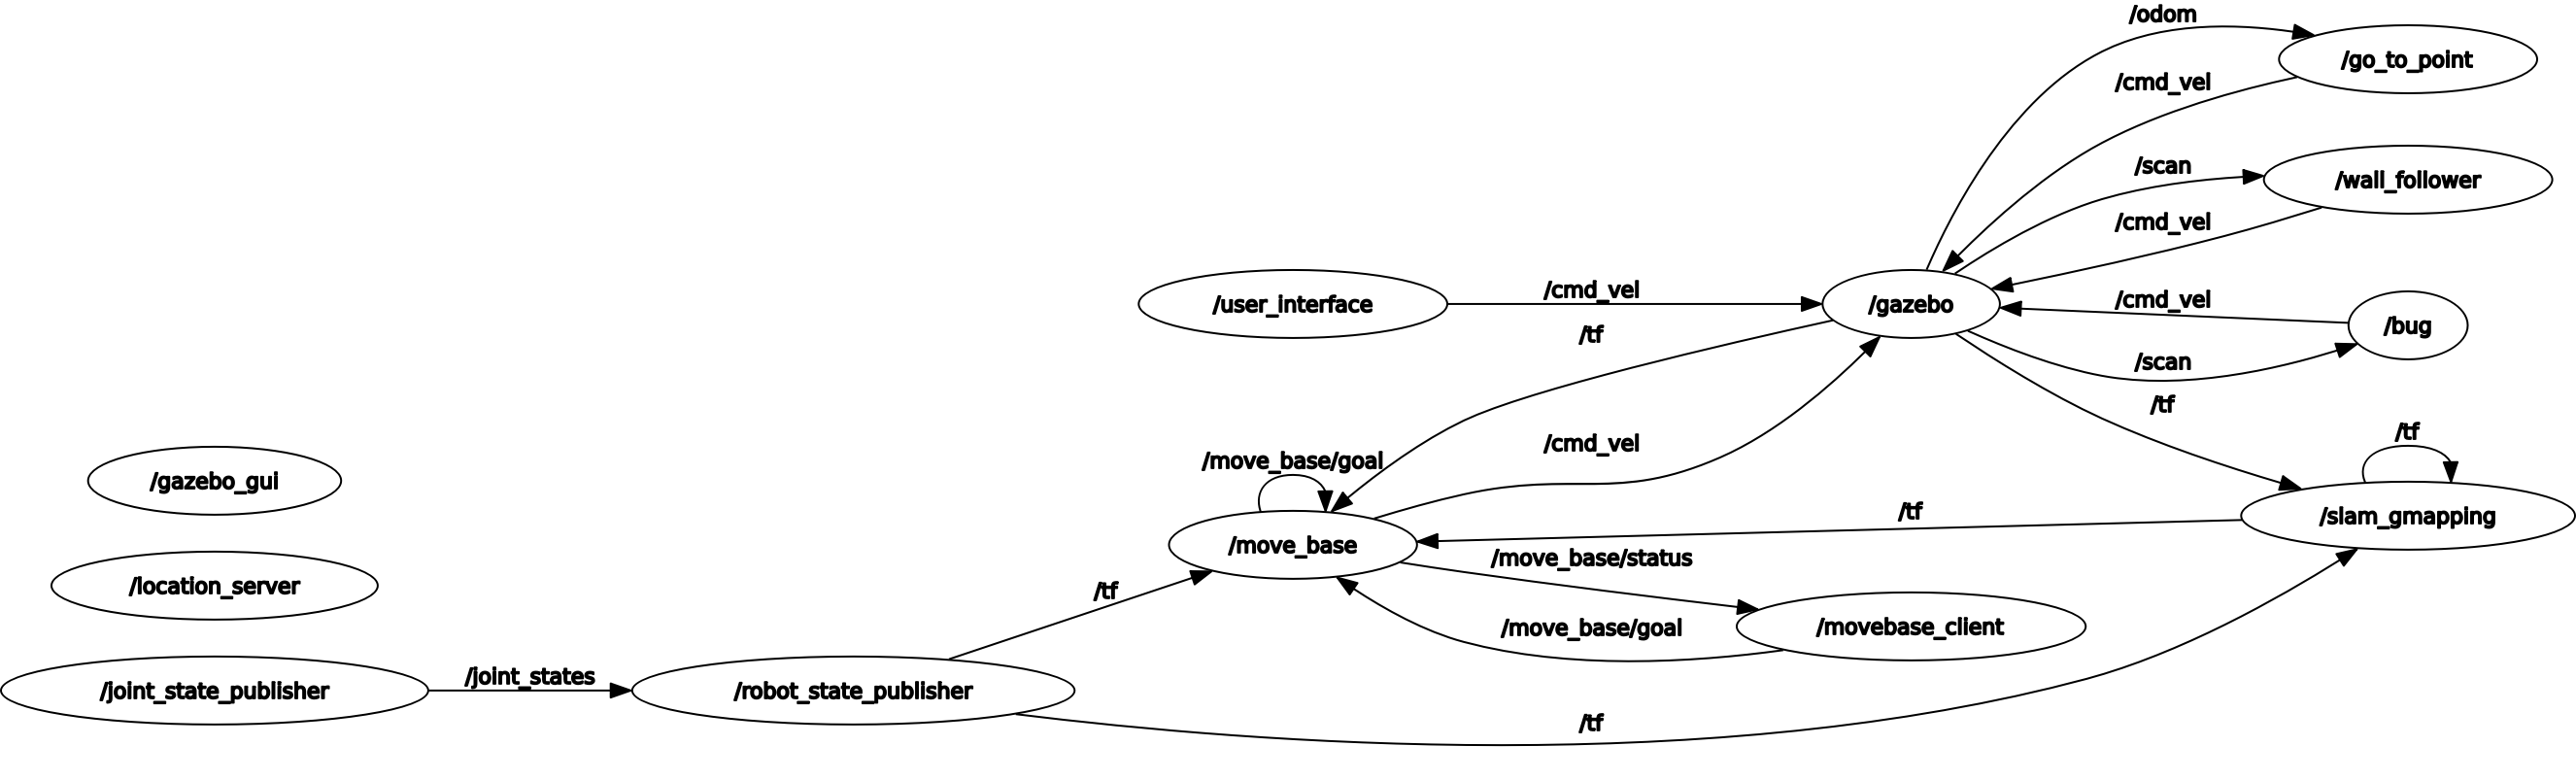 /odom
/go_to_point
/cmd_vel
/scan
/wall_follower
/cmd_vel
/user_interface
/cmd_vel
/gazebo
/cmd_vel
/bug
/tf
/scan
/tf
/tf
/cmd_vel
/move_base/goal
/gazebo_gui
/tf
/slam_gmapping
/move_base
/move_base/status
/location_server
/tf
/move_base/goal
/movebase_client
/joint_states
/joint_state_publisher
/robot_state_publisher
/tf